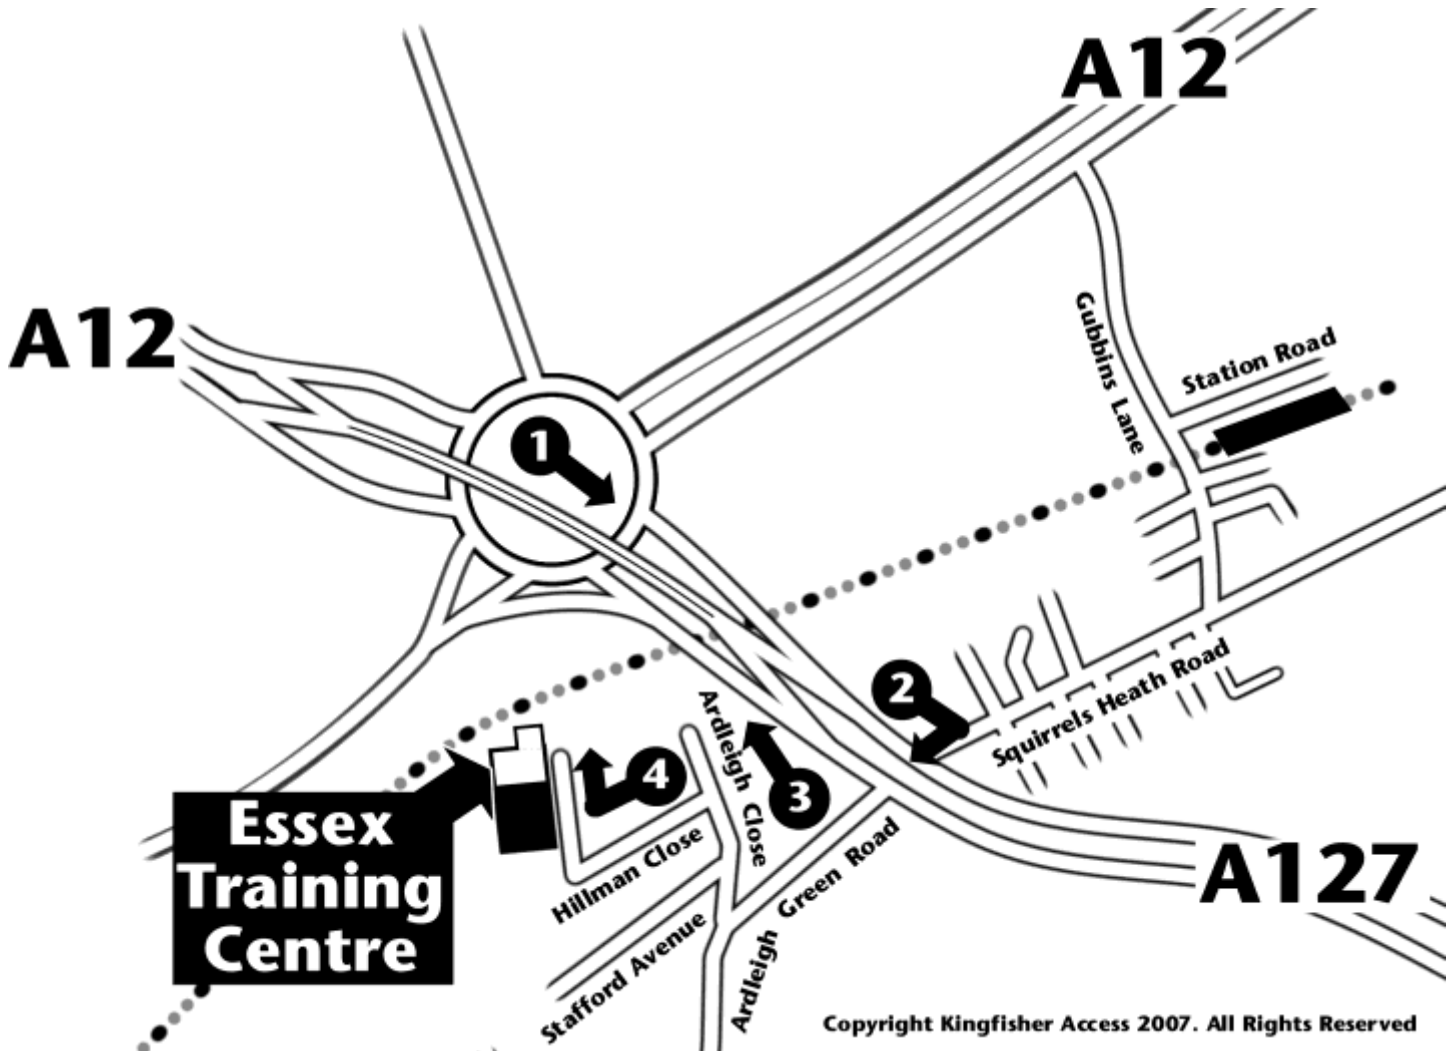 A12
A12
Gubbins Lane
Station Road
1
2
Squirrels Heath Road
Ardleigh Close
4
3
Essex
Training
Centre
Hillman Close
Ardleigh Green Road
A127
Stafford Avenue
Copyright Kingfisher Access 2007. All Rights Reserved